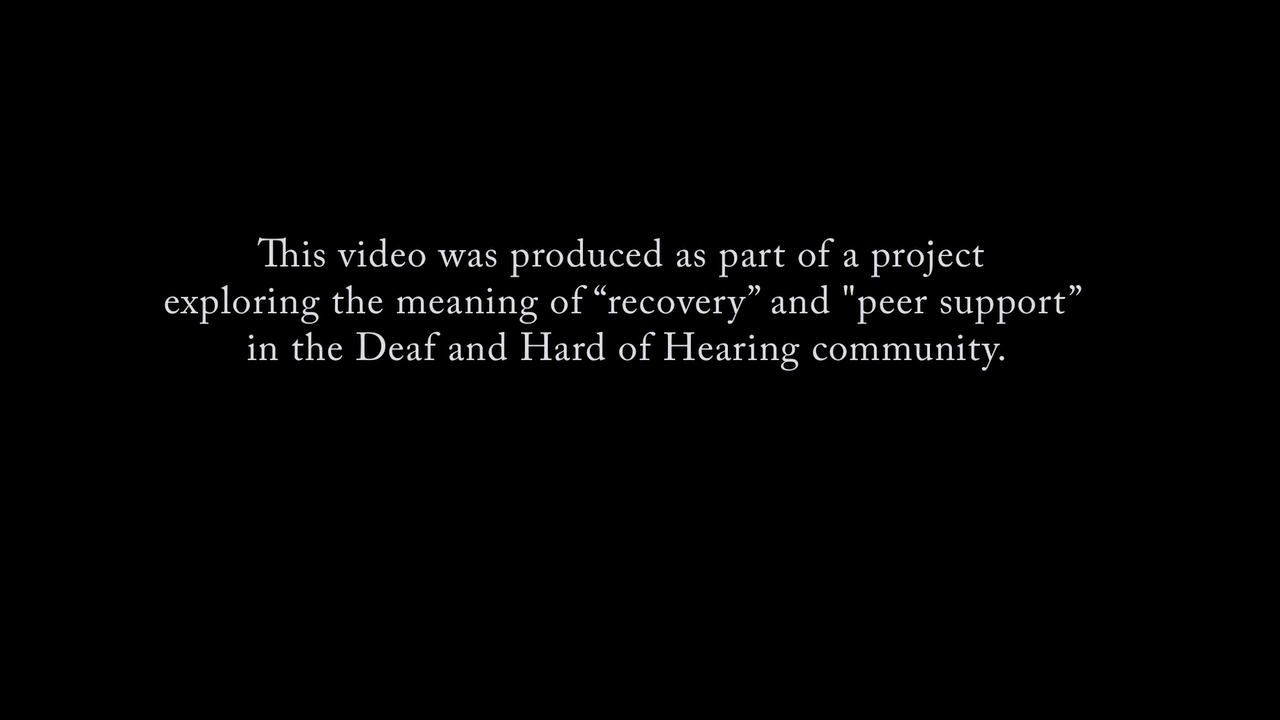 This video was produced as part of a project
exploring the meaning of “recovery” and "peer support”
in the Deaf and Hard of Hearing community.